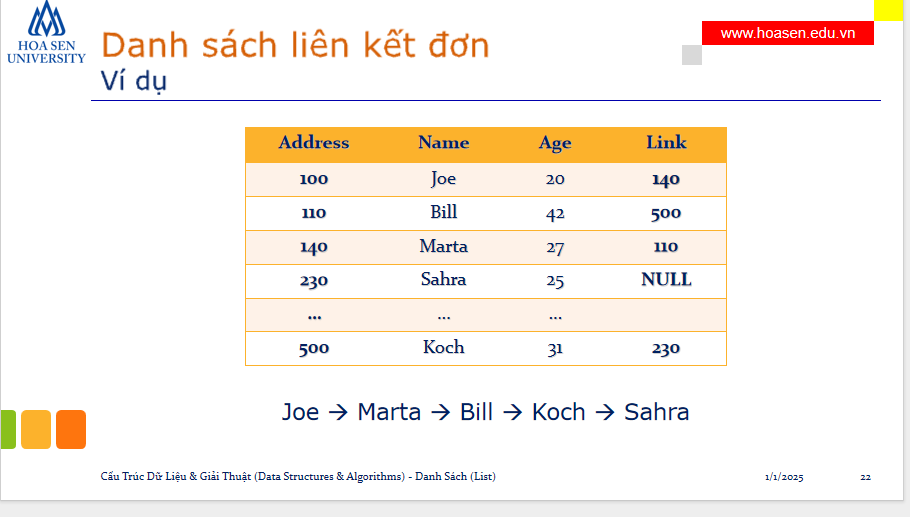 HOA SEN
UNIVERSITY
Danh sách liên kết đơn
Ví dụ
www.hoasen.edu.vn
Address Name Age Link
100 Joe 20 140
110 Bill 42 500
140 Marta 27 110
230 Sahra 25 NULL
... ... ...
500 Koch 31 230
Joe → Marta → Bill → Koch → Sahra
Cấu Trúc Dữ Liệu & Giải Thuật (Data Structures & Algorithms) - Danh Sách (List) 1/1/2025 22